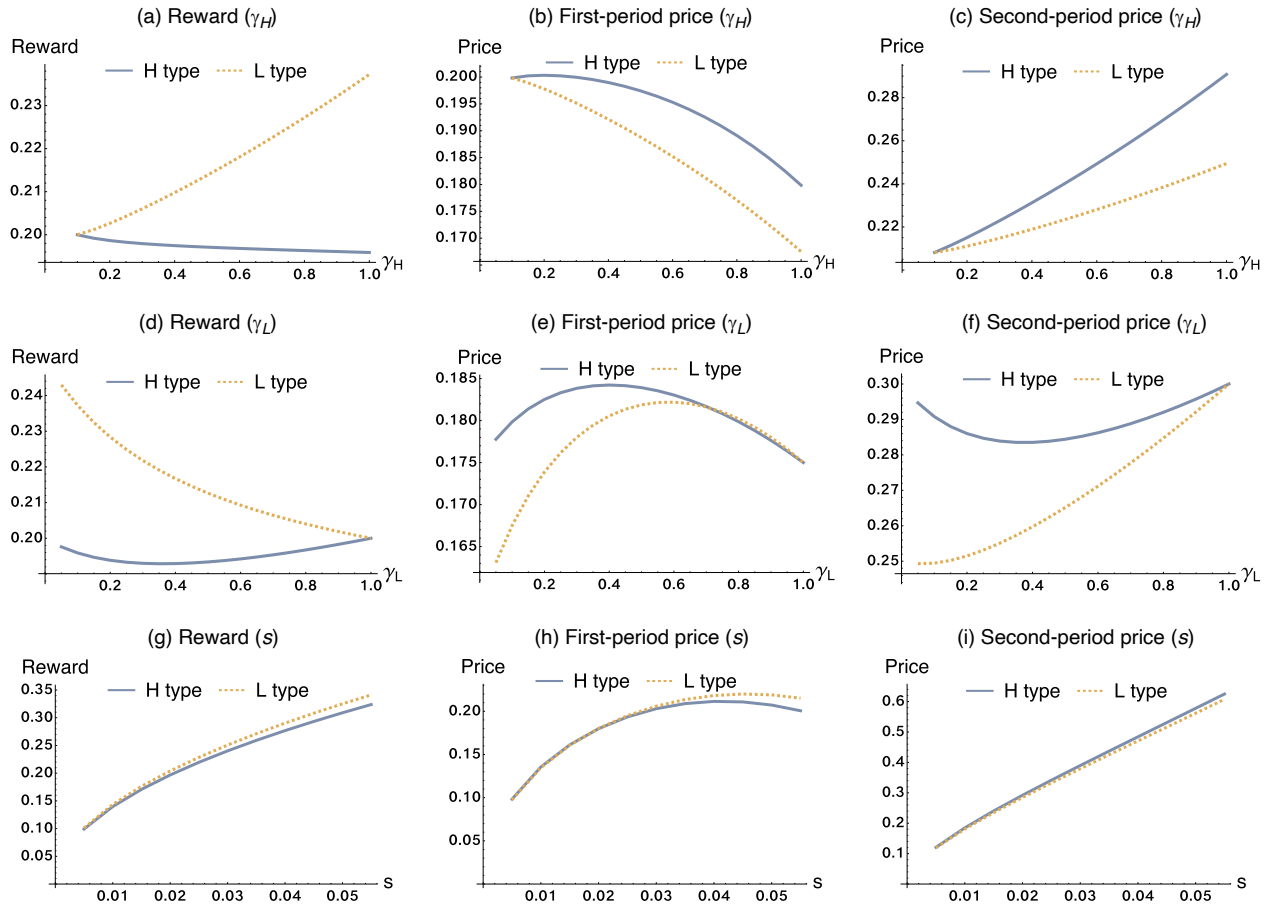 (a) Reward (γH)
Reward
H type
L type
0.23
0.22
0.21
0.20
0.2 0.4 0.6 0.8 1.0
γH
(b) First-period price (γH)
Price
H type
L type
0.200
0.195
0.190
0.185
0.180
0.175
0.170
0.2 0.4 0.6 0.8 1.0
γH
(c) Second-period price (γH)
Price
H type
L type
0.28
0.26
0.24
0.22
0.2 0.4 0.6 0.8 1.0
γH
(d) Reward (γL)
Reward
H type
L type
0.24
0.23
0.22
0.21
0.20
0.2 0.4 0.6 0.8 1.0
γL
(e) First-period price (γL)
Price
H type
L type
0.185
0.180
0.175
0.170
0.165
0.2 0.4 0.6 0.8 1.0
γL
(f) Second-period price (γL)
Price
H type
L type
0.30
0.29
0.28
0.27
0.26
0.25
0.2 0.4 0.6 0.8 1.0
γL
(g) Reward (s)
Reward
H type
L type
0.35
0.30
0.25
0.20
0.15
0.10
0.05
0.01 0.02 0.03 0.04 0.05
s
(h) First-period price (s)
Price
H type
L type
0.20
0.15
0.10
0.05
0.01 0.02 0.03 0.04 0.05
s
(i) Second-period price (s)
Price
H type
L type
0.6
0.5
0.4
0.3
0.2
0.1
0.01 0.02 0.03 0.04 0.05
s